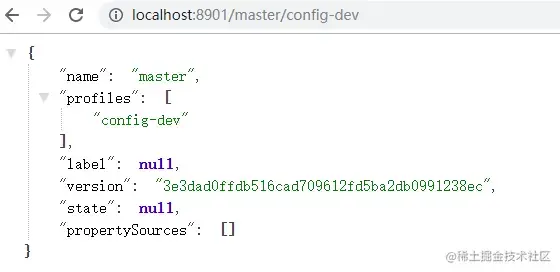 localhost:8901/master/config-dev
{
"name": "master",
"profiles": [
"config-dev"
],
"label": null,
"version": "3e3dad0ffdb516cad709612fd5ba2db0991238ec",
"state": null,
"propertySources": []
}
@稀土掘金技术社区